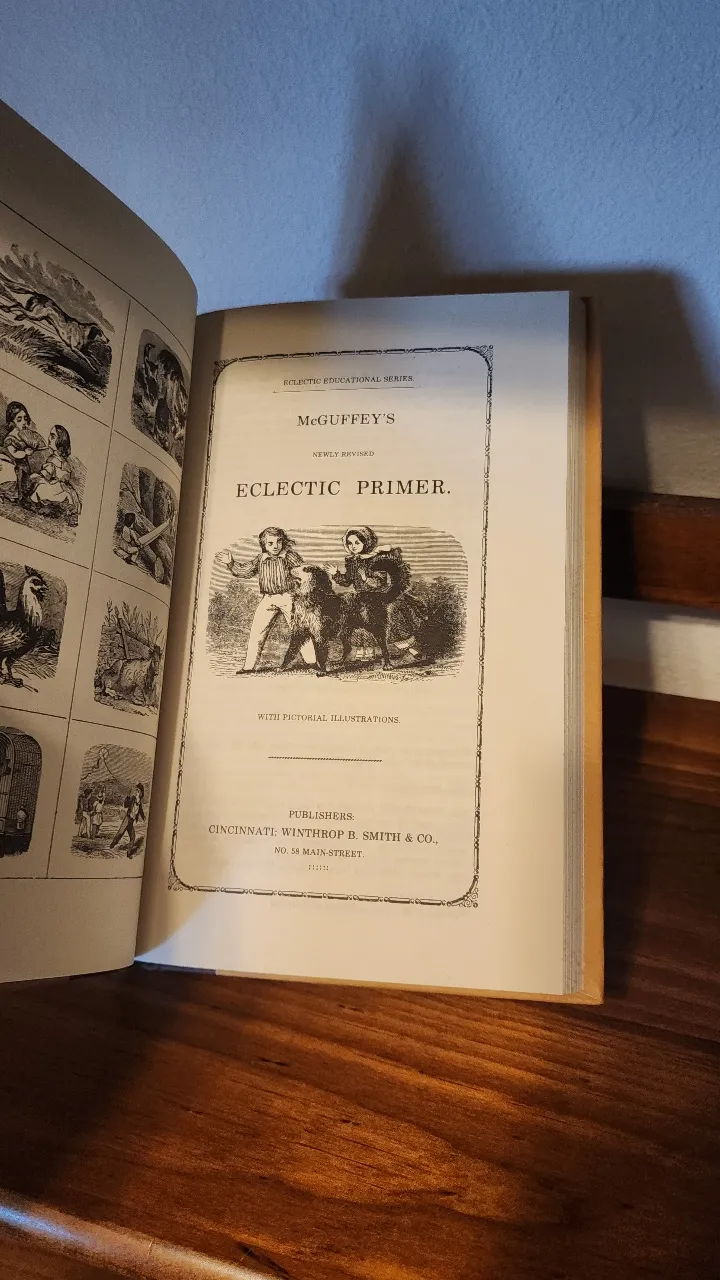 ECLECTIC EDUCATIONAL SERIES.
McGUFFEY'S
NEWLY REVISED
ECLECTIC PRIMER.
WITH PICTORIAL ILLUSTRATIONS.
PUBLISHERS:
CINCINNATI: WINTHROP B. SMITH & CO.,
NO. 58 MAIN-STREET.